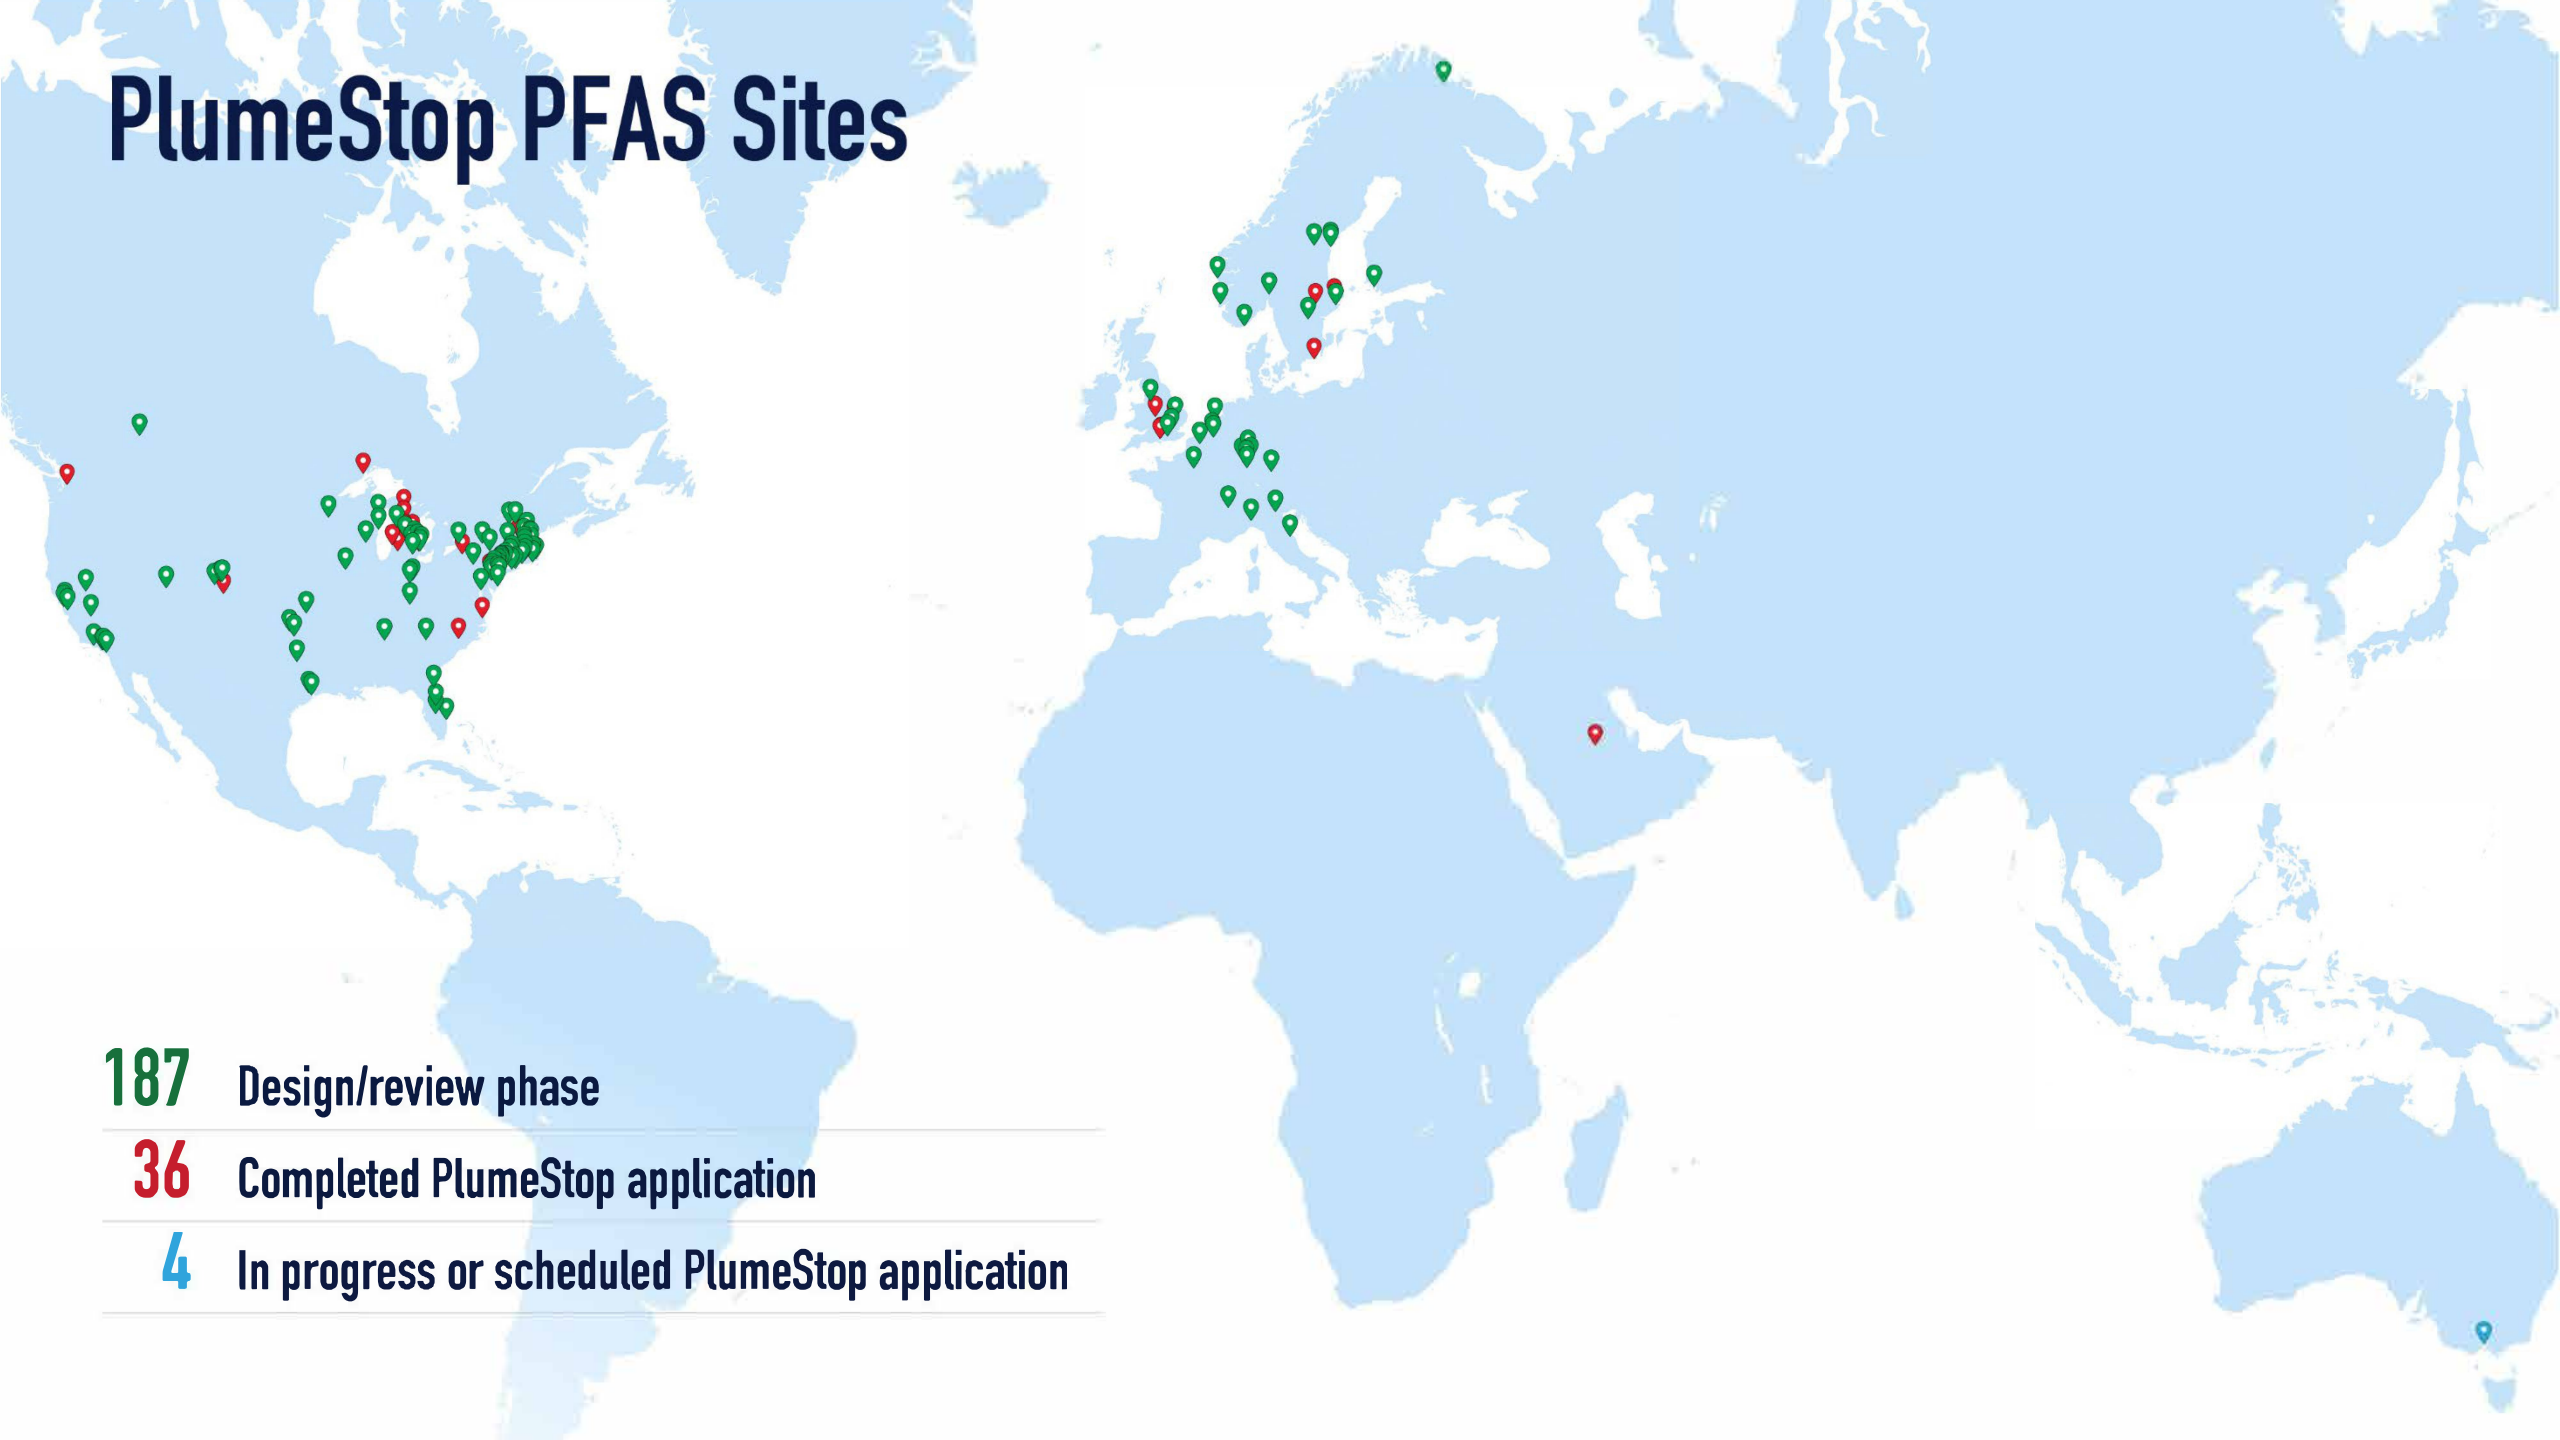 PlumeStop PFAS Sites
187 Design/review phase
36 Completed PlumeStop application
4 In progress or scheduled PlumeStop application